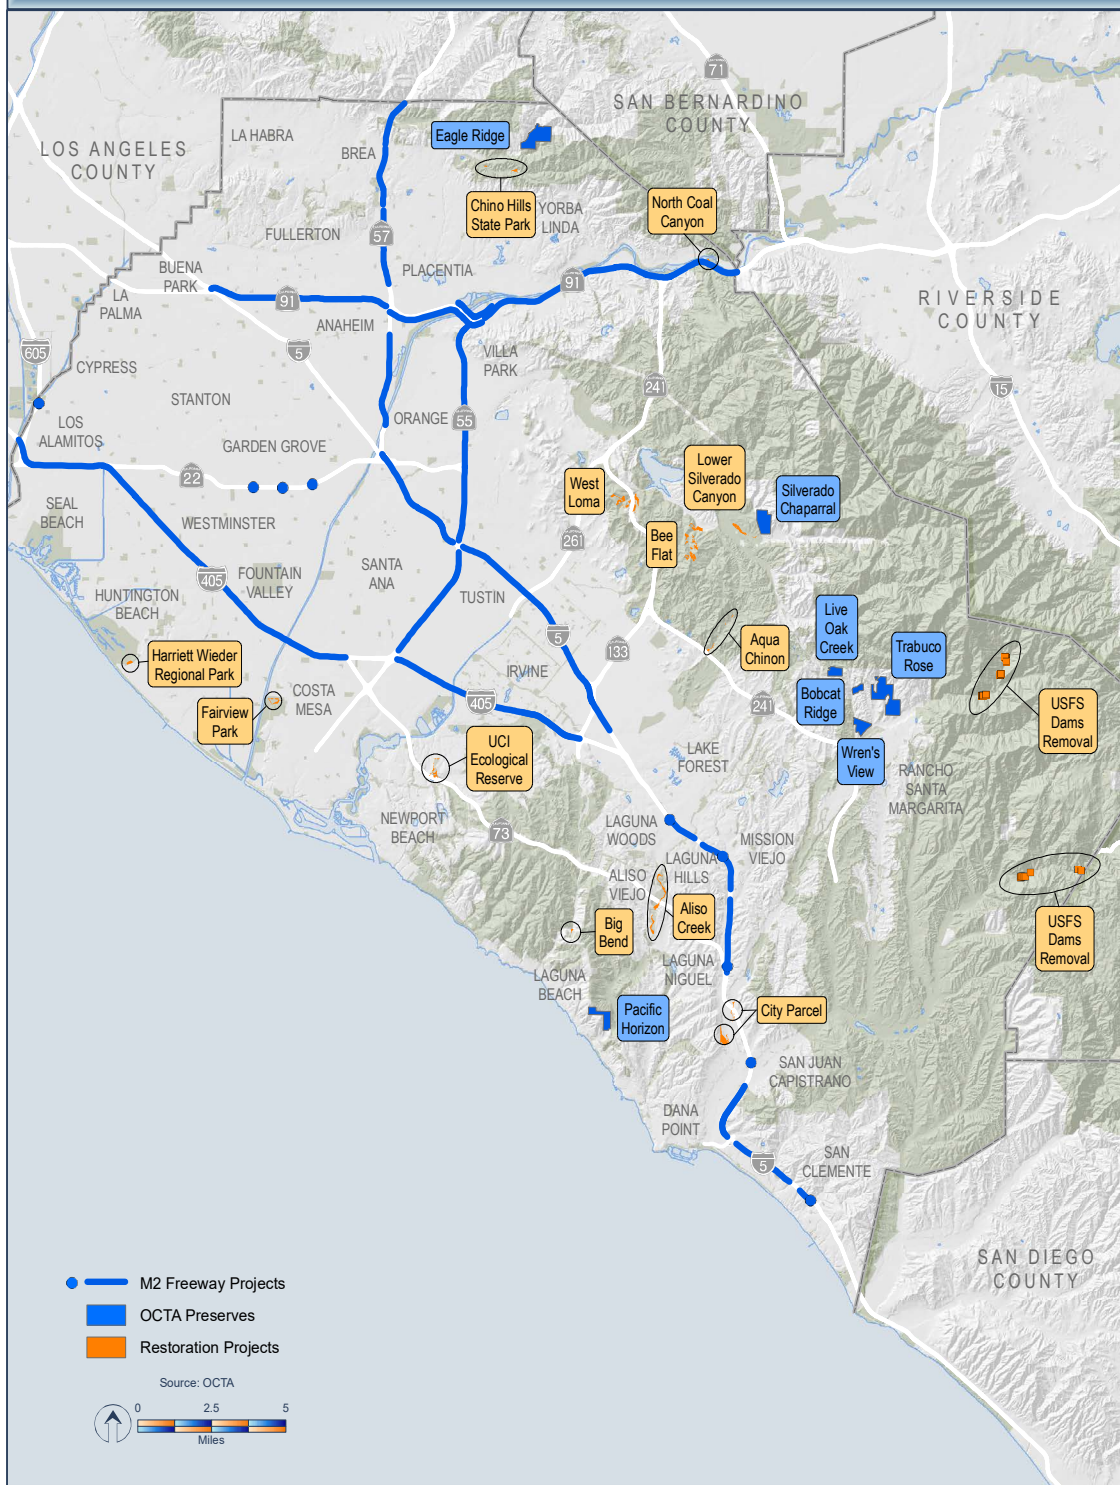 71
SAN BERNARDINO
COUNTY
LA HABRA
Eagle Ridge
LOS ANGELES
COUNTY
BREA
Chino Hills
State Park
YORBA
LINDA
North Coal
Canyon
FULLERTON
57
PLACENTIA
BUENA
PARK
91
91
LA
PALMA
ANAHEIM
RIVERSIDE
COUNTY
605
5
VILLA
PARK
CYPRESS
241
15
STANTON
LOS
ALAMITOS
ORANGE
55
GARDEN GROVE
22
Lower
Silverado
Canyon
West
Loma
Silverado
Chaparral
SEAL
BEACH
WESTMINSTER
261
Bee
Flat
405
FOUNTAIN
VALLEY
SANTA
ANA
TUSTIN
HUNTINGTON
BEACH
Live
Oak
Creek
5
133
Aqua
Chinon
Trabuco
Rose
Harriett Wieder
Regional Park
IRVINE
Bobcat
Ridge
241
COSTA
MESA
405
Fairview
Park
USFS
Dams
Removal
UCI
Ecological
Reserve
LAKE
FOREST
Wren's
View
RANCHO
SANTA
MARGARITA
NEWPORT
BEACH
73
LAGUNA
WOODS
MISSION
VIEJO
LAGUNA
HILLS
ALISO
VIEJO
Aliso
Creek
Big
Bend
USFS
Dams
Removal
LAGUNA
NIGUEL
LAGUNA
BEACH
Pacific
Horizon
City Parcel
SAN JUAN
CAPISTRANO
DANA
POINT
5
SAN
CLEMENTE
SAN DIEGO
COUNTY
M2 Freeway Projects
OCTA Preserves
Restoration Projects
Source: OCTA
0 2.5 5
Miles